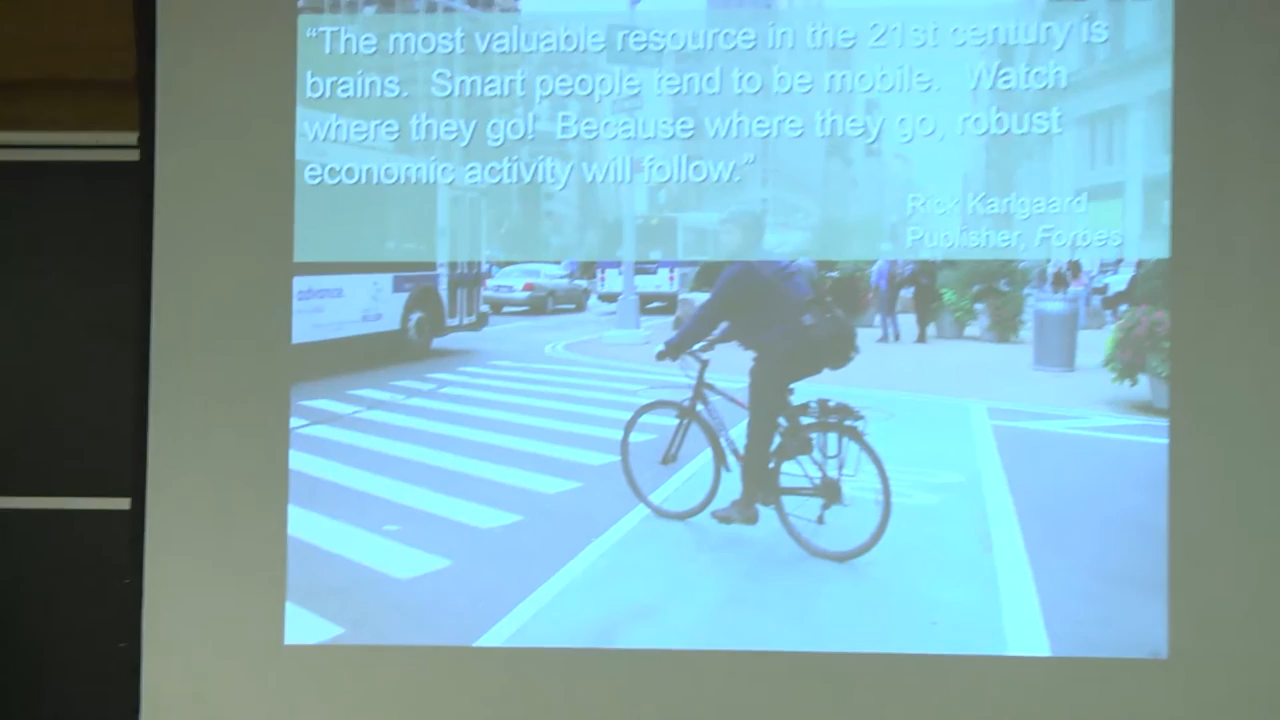 “The most valuable resource in the 21st century is
brains. Smart people tend to be mobile. Watch
where they go! Because where they go, robust
economic activity will follow.”
Rick Karlgaard
Publisher, Forbes
advance.